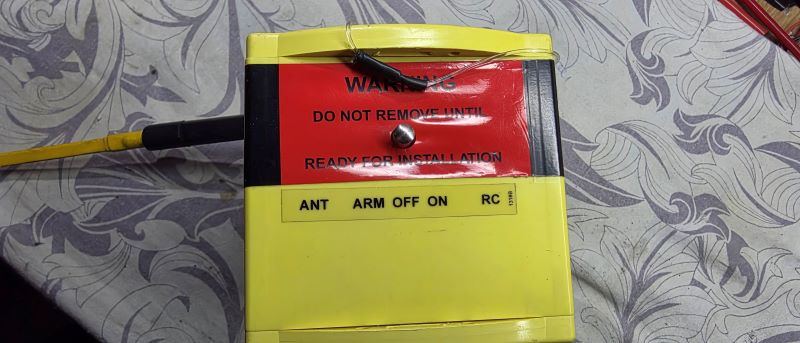 WARNING
DO NOT REMOVE UNTIL
READY FOR INSTALLATION
ANT ARM OFF ON RC